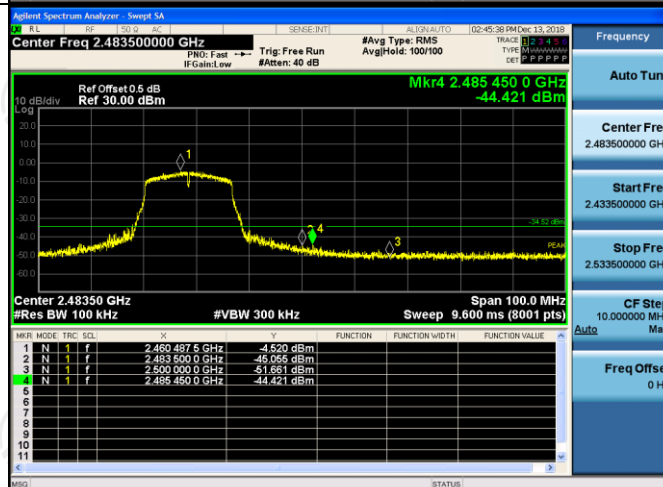 Agilent Spectrum Analyzer - Swept SA
RL RF 50 Ω AC SENSE:INT ALIGN AUTO 02:45:38 PM Dec 13, 2018
Center Freq 2.483500000 GHz
PNO: Fast
IFGain:Low
Trig: Free Run
#Atten: 40 dB
#Avg Type: RMS
Avg|Hold: 100/100
TRACE 1 2 3 4 5
TYPE M
DET P P P P P P
Ref Offset 0.5 dB
Ref 30.00 dBm
10 dB/div
Log
Mkr4 2.485 450 0 GHz
-44.421 dBm
20.0
10.0
0.00
-10.0
-20.0
-30.0
-40.0
-50.0
-60.0
1
4
3
-34.52 dBm
PEAK
Center 2.48350 GHz
#Res BW 100 kHz
#VBW 300 kHz
Span 100.0 MHz
Sweep 9.600 ms (8001 pts)
MKR MODE TRC SCL X Y FUNCTION FUNCTION WIDTH FUNCTION VALUE
1 N 1 f 2.460 487 5 GHz -4.520 dBm
2 N 1 f 2.483 500 0 GHz -45.055 dBm
3 N 1 f 2.500 000 0 GHz -51.661 dBm
4 N 1 f 2.485 450 0 GHz -44.421 dBm
5
6
7
8
9
10
11
MSG STATUS
Frequency
Auto Tun
Center Fre
2.483500000 GH
Start Fre
2.433500000 GH
Stop Fre
2.533500000 GH
CF Step
10.000000 MH
Auto Ma
Freq Offse
0 H